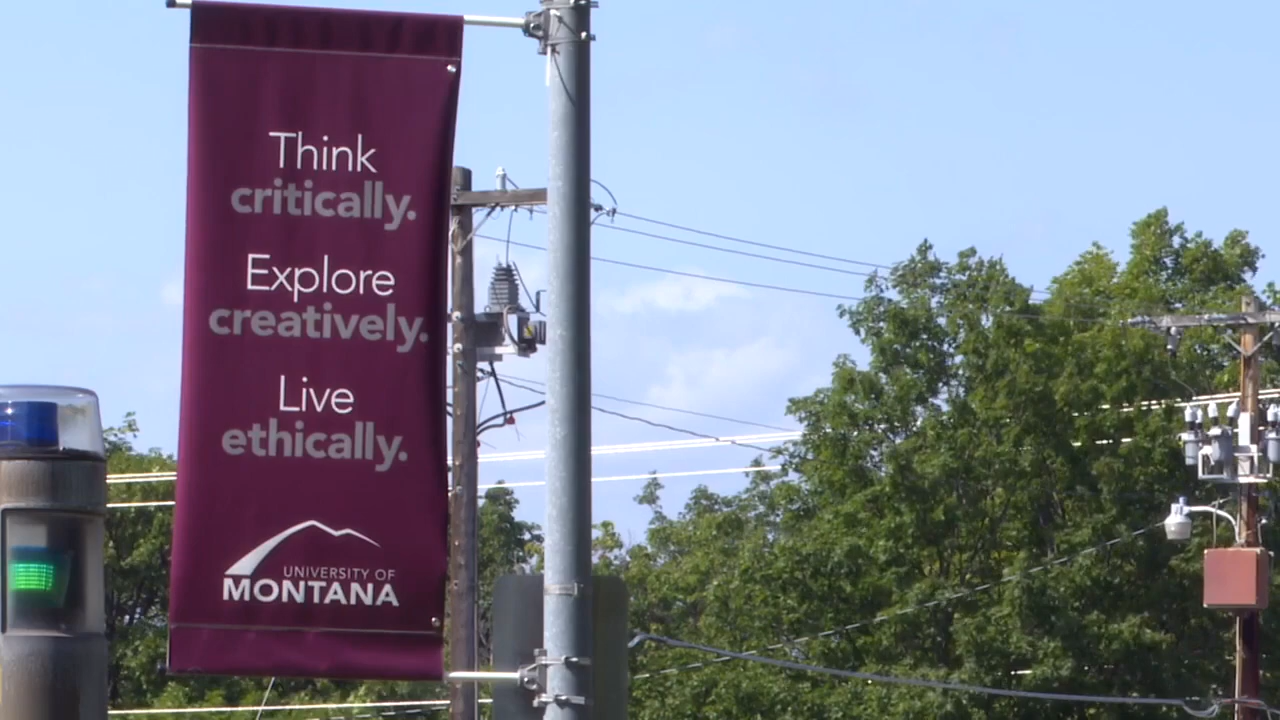 Think
critically.
Explore
creatively.
Live
ethically.
UNIVERSITY OF
MONTANA